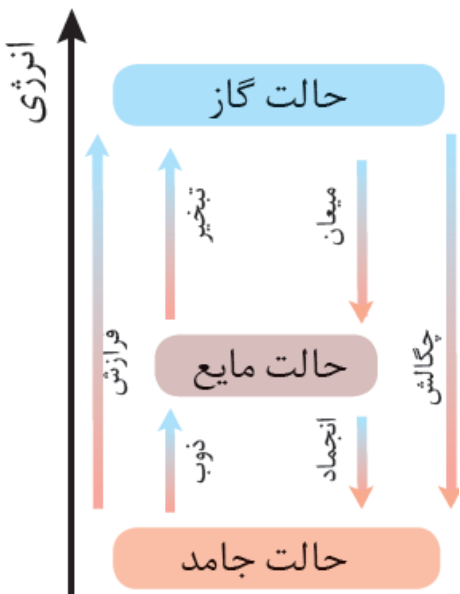 انرژی
حالت گاز
تبخیر
میعان
فرازش
چگالش
حالت مایع
ذوب
انجماد
حالت جامد